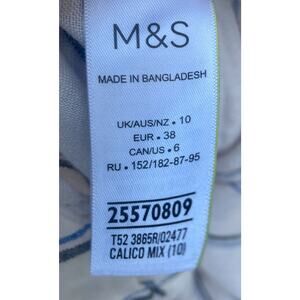 M&S
MADE IN BANGLADESH
UK/AUS/NZ • 10
EUR • 38
CAN/US • 6
RU • 152/182-87-95
25570809
T52 3865R/02477
CALICO MIX (10)